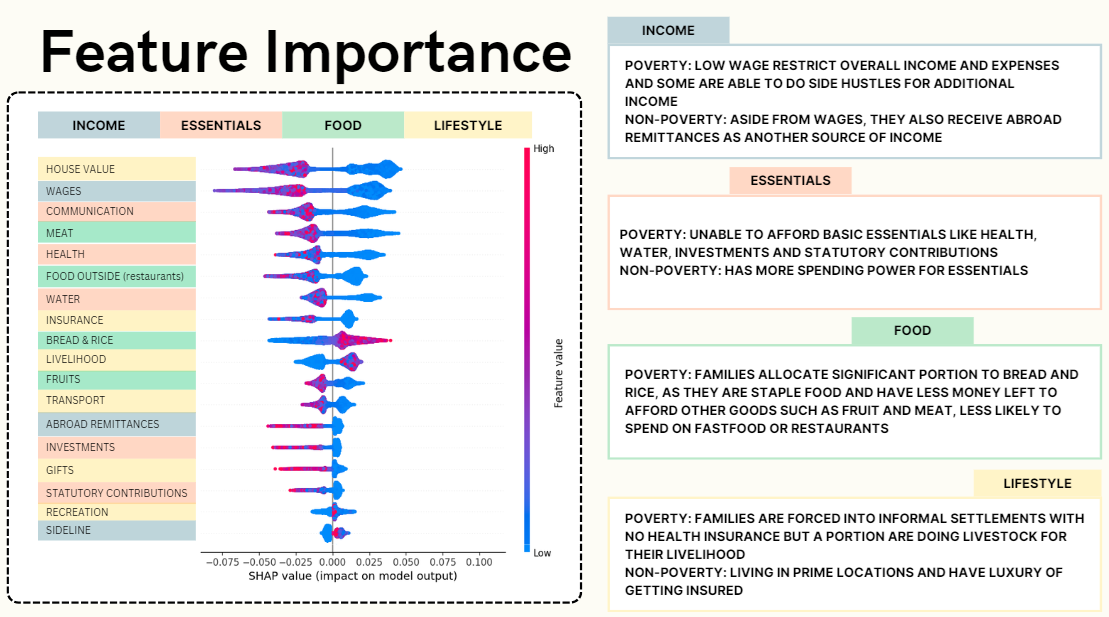 Feature Importance
INCOME
ESSENTIALS
FOOD
LIFESTYLE
HOUSE VALUE
WAGES
COMMUNICATION
MEAT
HEALTH
FOOD OUTSIDE (restaurants)
WATER
INSURANCE
BREAD & RICE
LIVELIHOOD
FRUITS
TRANSPORT
ABROAD REMITTANCES
INVESTMENTS
GIFTS
STATUTORY CONTRIBUTIONS
RECREATION
SIDELINE
High
Feature value
Low
−0.075 −0.050 −0.025 0.000 0.025 0.050 0.075 0.100
SHAP value (impact on model output)
INCOME
POVERTY: LOW WAGE RESTRICT OVERALL INCOME AND EXPENSES
AND SOME ARE ABLE TO DO SIDE HUSTLES FOR ADDITIONAL
INCOME
NON-POVERTY: ASIDE FROM WAGES, THEY ALSO RECEIVE ABROAD
REMITTANCES AS ANOTHER SOURCE OF INCOME
ESSENTIALS
POVERTY: UNABLE TO AFFORD BASIC ESSENTIALS LIKE HEALTH,
WATER, INVESTMENTS AND STATUTORY CONTRIBUTIONS
NON-POVERTY: HAS MORE SPENDING POWER FOR ESSENTIALS
FOOD
POVERTY: FAMILIES ALLOCATE SIGNIFICANT PORTION TO BREAD AND
RICE, AS THEY ARE STAPLE FOOD AND HAVE LESS MONEY LEFT TO
AFFORD OTHER GOODS SUCH AS FRUIT AND MEAT, LESS LIKELY TO
SPEND ON FASTFOOD OR RESTAURANTS
LIFESTYLE
POVERTY: FAMILIES ARE FORCED INTO INFORMAL SETTLEMENTS WITH
NO HEALTH INSURANCE BUT A PORTION ARE DOING LIVESTOCK FOR
THEIR LIVELIHOOD
NON-POVERTY: LIVING IN PRIME LOCATIONS AND HAVE LUXURY OF
GETTING INSURED